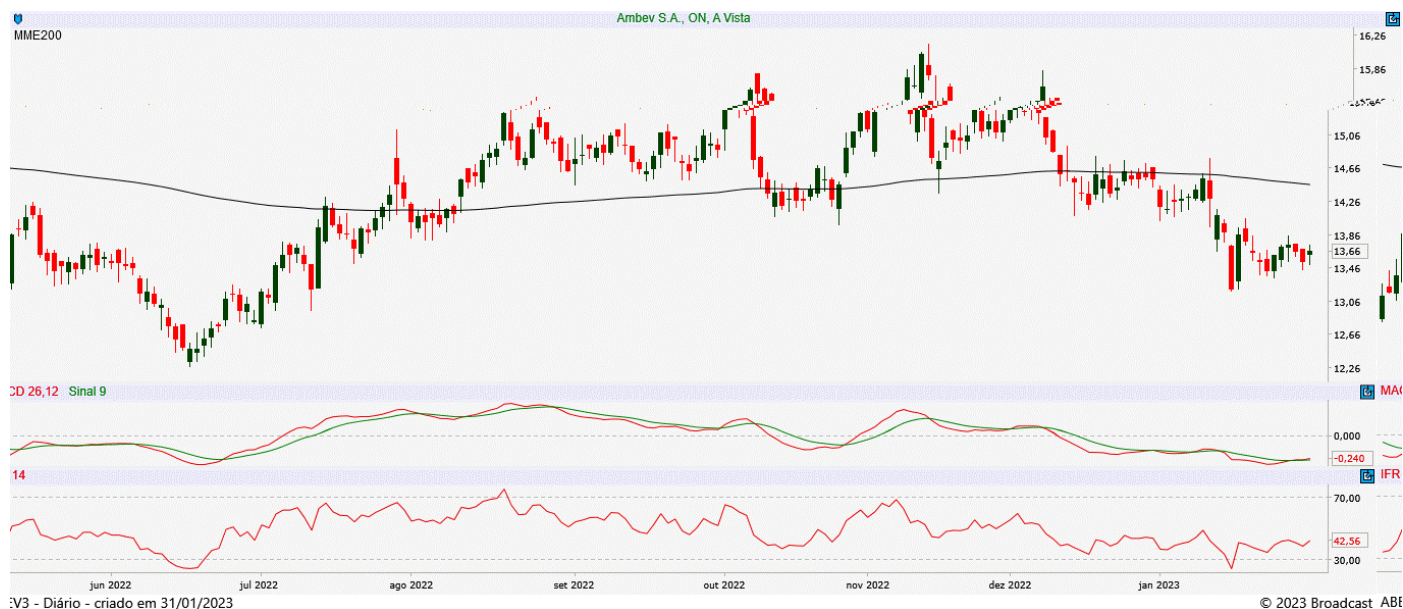 Ambev S.A., ON, A Vista
MME200
16,26
15,86
15,06
14,66
14,26
13,86
13,66
13,46
13,06
12,66
12,26
CD 26,12 Sinal 9
MAC
0,000
-0,240
14
IFR
70,00
42,56
30,00
jun 2022 jul 2022 ago 2022 set 2022 out 2022 nov 2022 dez 2022 jan 2023
EV3 - Diário - criado em 31/01/2023 © 2023 Broadcast ABE